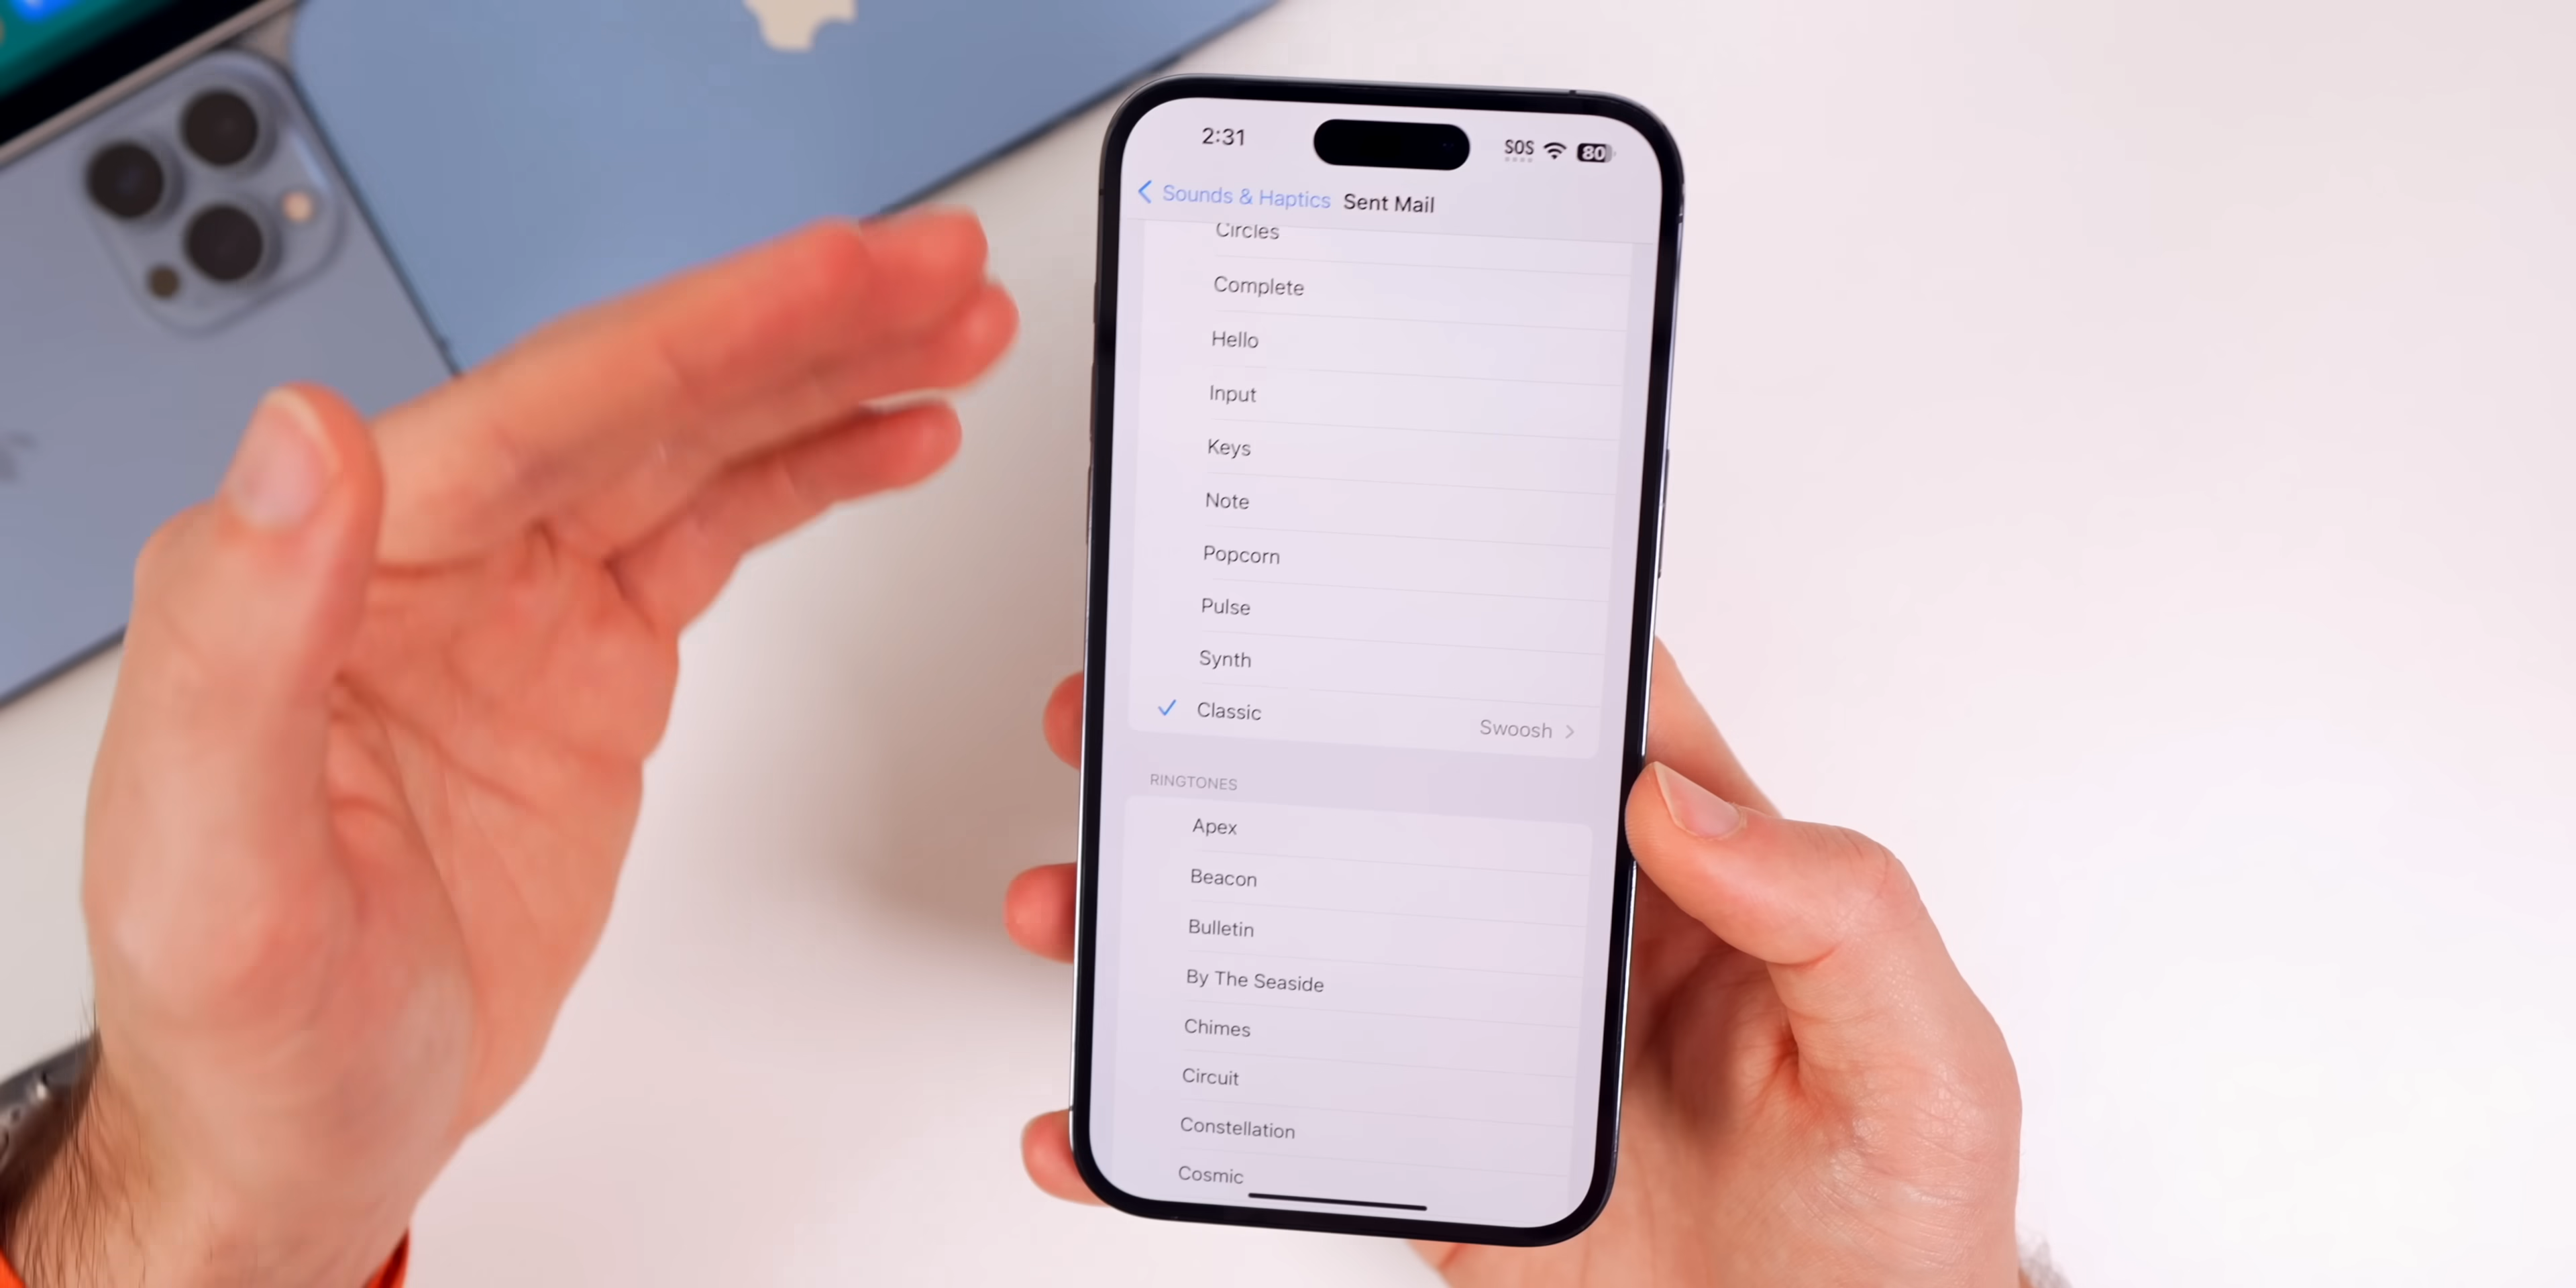 2:31
SOS
80
Sounds & Haptics Sent Mail
Circles
Complete
Hello
Input
Keys
Note
Popcorn
Pulse
Synth
Classic Swoosh
RINGTONES
Apex
Beacon
Bulletin
By The Seaside
Chimes
Circuit
Constellation
Cosmic